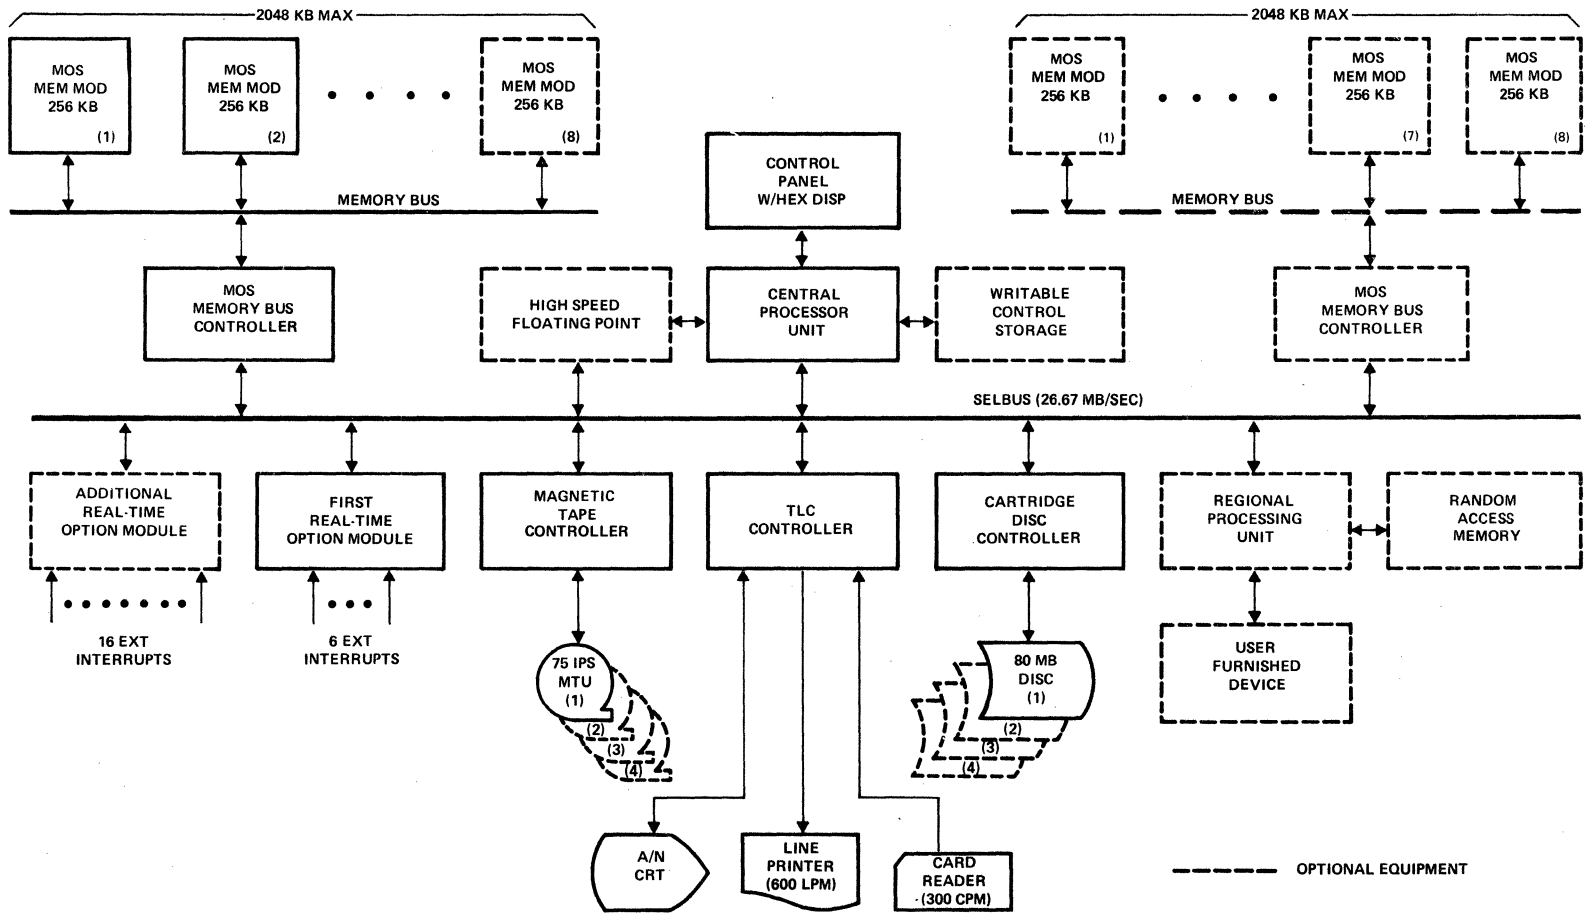 2048 KB MAX
2048 KB MAX
MOS
MEM MOD
256 KB
(1)
MOS
MEM MOD
256 KB
(2)
MOS
MEM MOD
256 KB
(8)
MOS
MEM MOD
256 KB
(1)
MOS
MEM MOD
256 KB
(7)
MOS
MEM MOD
256 KB
(8)
MEMORY BUS
MEMORY BUS
CONTROL
PANEL
W/HEX DISP
MOS
MEMORY BUS
CONTROLLER
HIGH SPEED
FLOATING POINT
CENTRAL
PROCESSOR
UNIT
WRITABLE
CONTROL
STORAGE
MOS
MEMORY BUS
CONTROLLER
SELBUS (26.67 MB/SEC)
ADDITIONAL
REAL-TIME
OPTION MODULE
FIRST
REAL-TIME
OPTION MODULE
MAGNETIC
TAPE
CONTROLLER
TLC
CONTROLLER
CARTRIDGE
DISC
CONTROLLER
REGIONAL
PROCESSING
UNIT
RANDOM
ACCESS
MEMORY
16 EXT
INTERRUPTS
6 EXT
INTERRUPTS
75 IPS
MTU
(1)
(2)
(3)
(4)
80 MB
DISC
(1)
(2)
(3)
(4)
USER
FURNISHED
DEVICE
A/N
CRT
LINE
PRINTER
(600 LPM)
CARD
READER
(300 CPM)
OPTIONAL EQUIPMENT